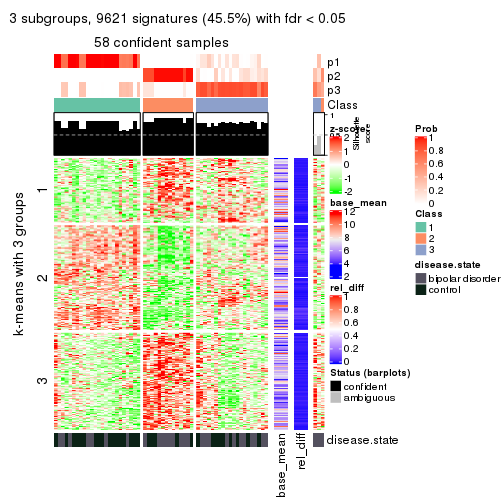 3 subgroups, 9621 signatures (45.5%) with fdr < 0.05
58 confident samples
p1
p2
p3
Class
1
Silhouette
score
k-means with 3 groups
1
2
3
base_mean
rel_diff
disease.state
z-score
2
1
0
-1
-2
base_mean
12
10
8
6
4
2
rel_diff
1
0.8
0.6
0.4
0.2
0
Status (barplots)
confident
ambiguous
Prob
1
0.8
0.6
0.4
0.2
0
Class
1
2
3
disease.state
bipolar disorder
control